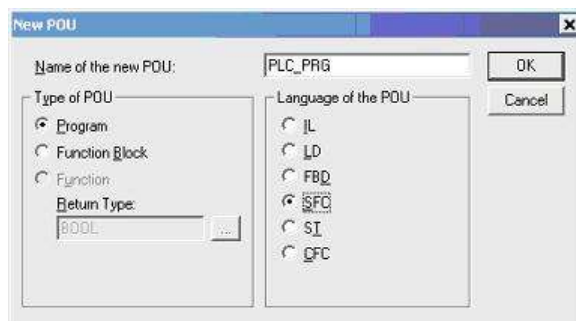 New POU
Name of the new POU:
PLC_PRG
OK
Cancel
Type of POU
Program
Function Block
Function
Return Type:
BOOL
...
Language of the POU
IL
LD
FBD
SFC
ST
CFC